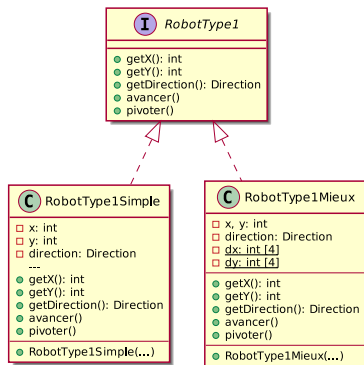 I RobotType1
getX(): int
getY(): int
getDirection(): Direction
avancer()
pivoter()
C RobotType1Simple
x: int
y: int
direction: Direction
---
getX(): int
getY(): int
getDirection(): Direction
avancer()
pivoter()
RobotType1Simple(...)
C RobotType1Mieux
x, y: int
direction: Direction
dx: int [4]
dy: int [4]
getX(): int
getY(): int
getDirection(): Direction
avancer()
pivoter()
RobotType1Mieux(...)